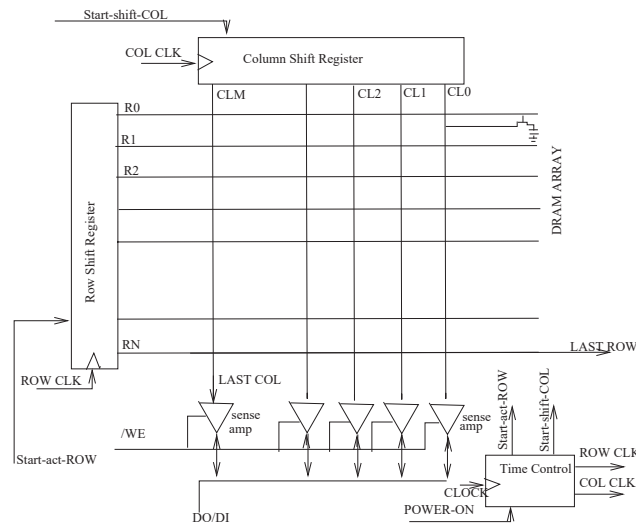 Start-shift-COL
COL CLK
Column Shift Register
CLM
CL2
CL1
CL0
R0
R1
R2
DRAM ARRAY
Row Shift Register
RN
LAST ROW
ROW CLK
LAST COL
sense
amp
sense
amp
/WE
Start-act-ROW
Start-act-ROW
Start-shift-COL
Time Control
ROW CLK
COL CLK
CLOCK
DO/DI
POWER-ON